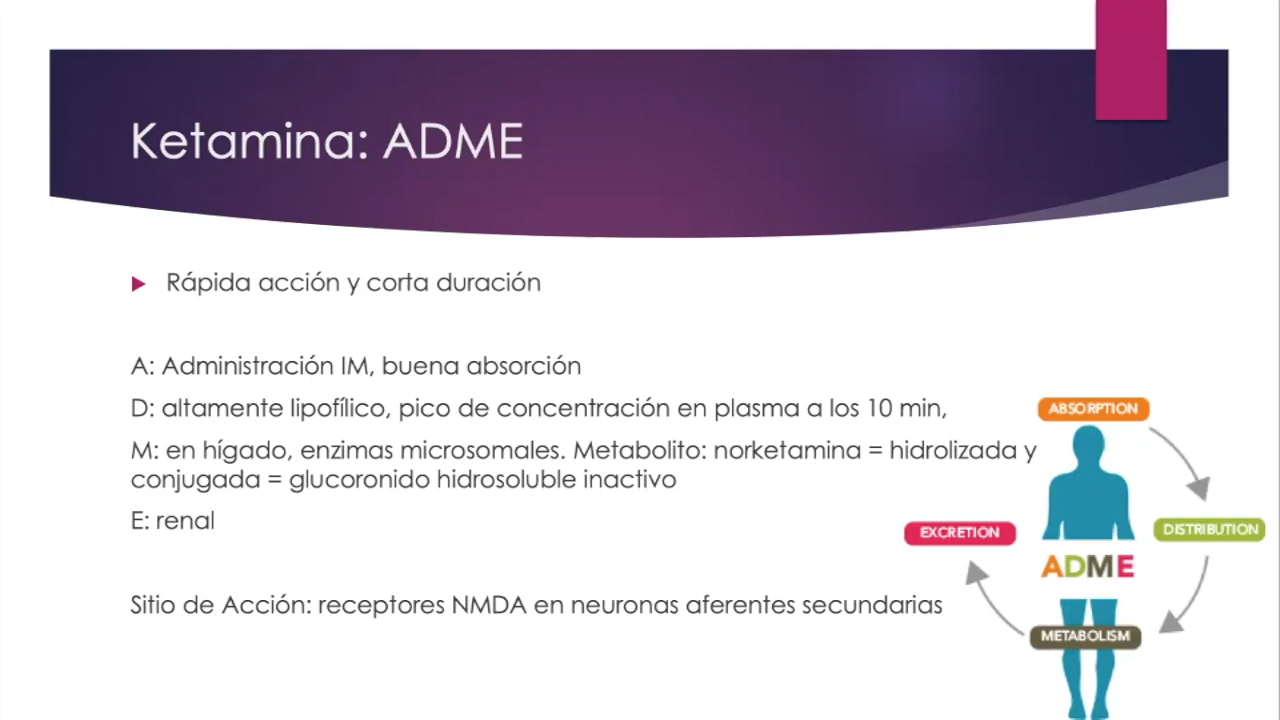 Ketamina: ADME
Rápida acción y corta duración
A: Administración IM, buena absorción
D: altamente lipofílico, pico de concentración en plasma a los 10 min,
M: en hígado, enzimas microsomales. Metabolito: norketamina = hidrolizada y
conjugada = glucoronido hidrosoluble inactivo
E: renal
Sitio de Acción: receptores NMDA en neuronas aferentes secundarias
ABSORPTION
DISTRIBUTION
EXCRETION
ADME
METABOLISM